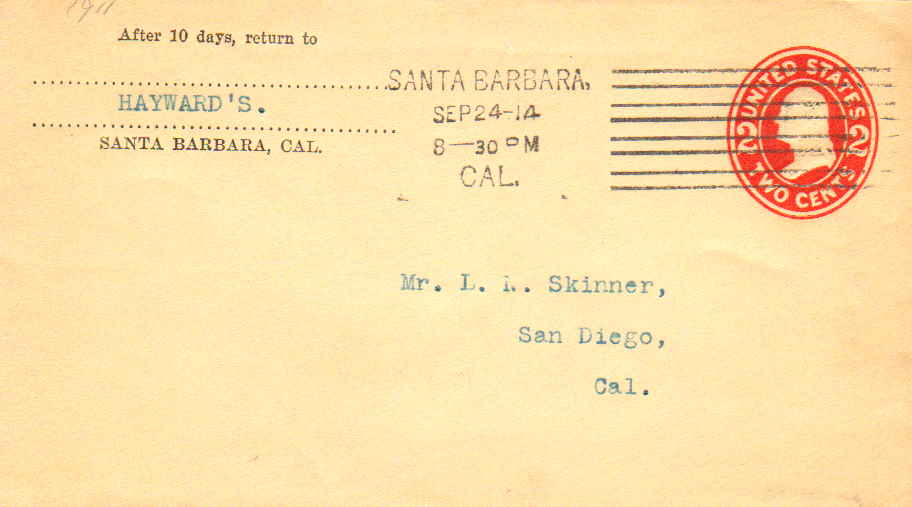 After 10 days, return to
HAYWARD'S.
SANTA BARBARA, CAL.
SANTA BARBARA,
SEP 24-14
8-30 PM
CAL.
UNITED STATES
2 2
TWO CENTS
Mr. L. Skinner,
San Diego,
Cal.